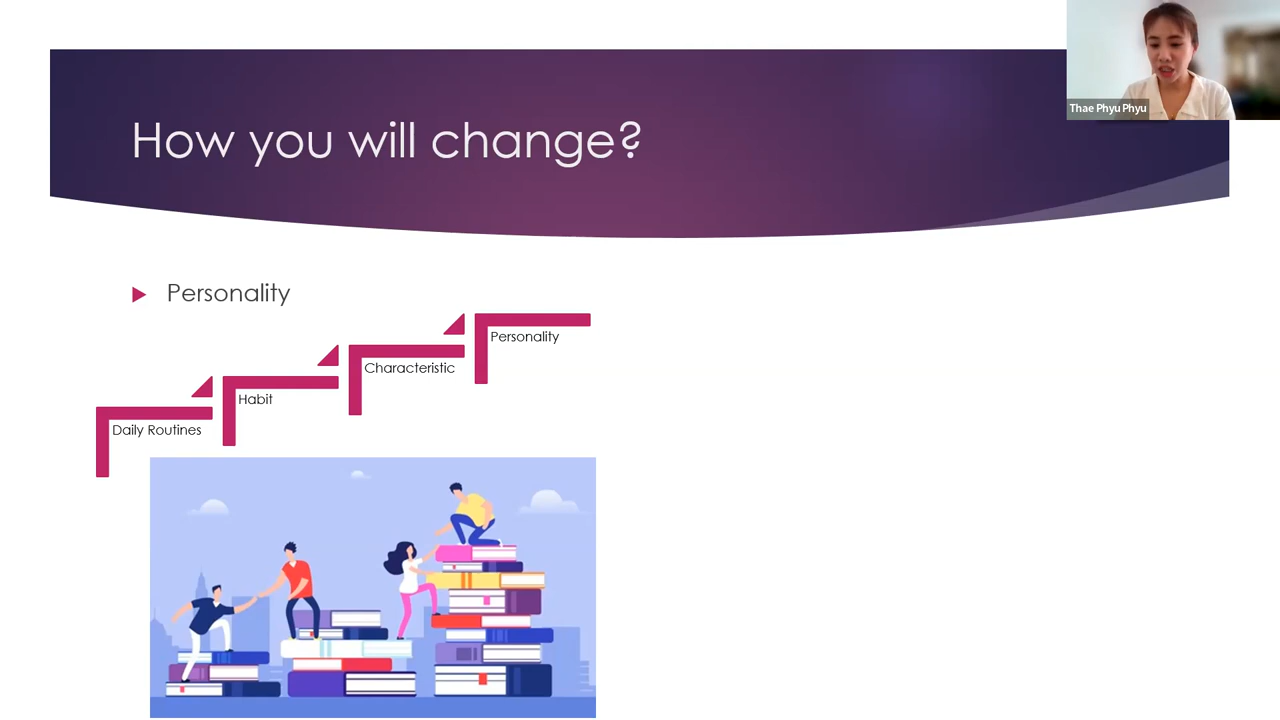 Thae Phyu Phyu
How you will change?
Personality
Personality
Characteristic
Habit
Daily Routines